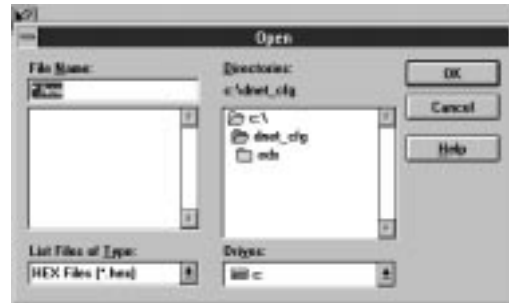 Open
File Name:
*.hex
Directories:
c:\dnet_cfg
c:\
dnet_cfg
eds
OK
Cancel
Help
List Files of Type:
HEX Files (*.hex)
Drives:
c: